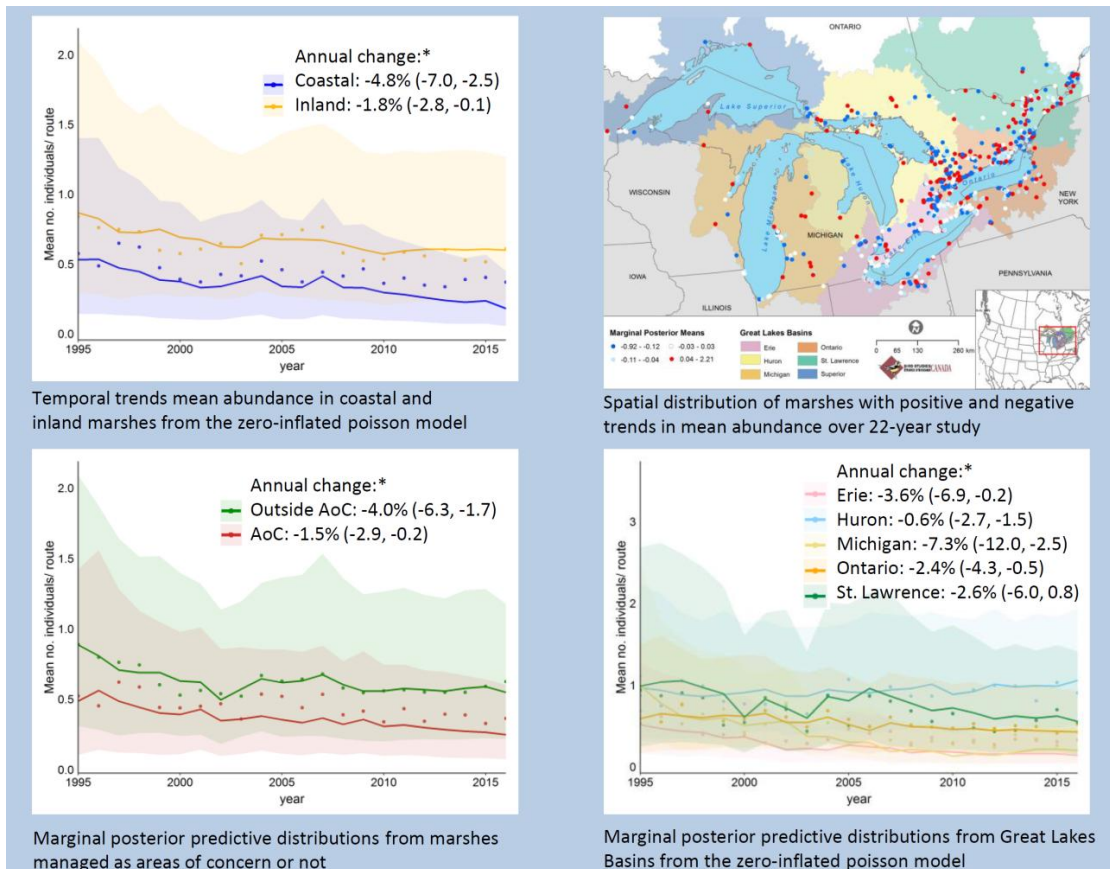 2.0
1.5
1.0
0.5
0.0
Mean no. individuals/ route
Annual change:*
Coastal: -4.8% (-7.0, -2.5)
Inland: -1.8% (-2.8, -0.1)
1995
2000
2005
2010
2015
year
Temporal trends mean abundance in coastal and
inland marshes from the zero-inflated poisson model
ONTARIO
Lake Superior
WISCONSIN
Lake Michigan
Lake Huron
MICHIGAN
Ontario
NEW
YORK
IOWA
ILLINOIS
PENNSYLVANIA
Marginal Posterior Means
-0.92 - -0.12
-0.03 - 0.03
-0.11 - -0.04
0.04 - 2.21
Great Lakes Basins
Erie
Ontario
Huron
St. Lawrence
Michigan
Superior
0
65
130
260 km
CANADA
Spatial distribution of marshes with positive and negative
trends in mean abundance over 22-year study
2.0
1.5
1.0
0.5
0.0
Mean no. individuals/ route
Annual change:*
Outside AoC: -4.0% (-6.3, -1.7)
AoC: -1.5% (-2.9, -0.2)
1995
2000
2005
2010
2015
year
Marginal posterior predictive distributions from marshes
managed as areas of concern or not
3
2
1
0
Mean no. individuals/ route
Annual change:*
Erie: -3.6% (-6.9, -0.2)
Huron: -0.6% (-2.7, -1.5)
Michigan: -7.3% (-12.0, -2.5)
Ontario: -2.4% (-4.3, -0.5)
St. Lawrence: -2.6% (-6.0, 0.8)
1995
2000
2005
2010
2015
year
Marginal posterior predictive distributions from Great Lakes
Basins from the zero-inflated poisson model